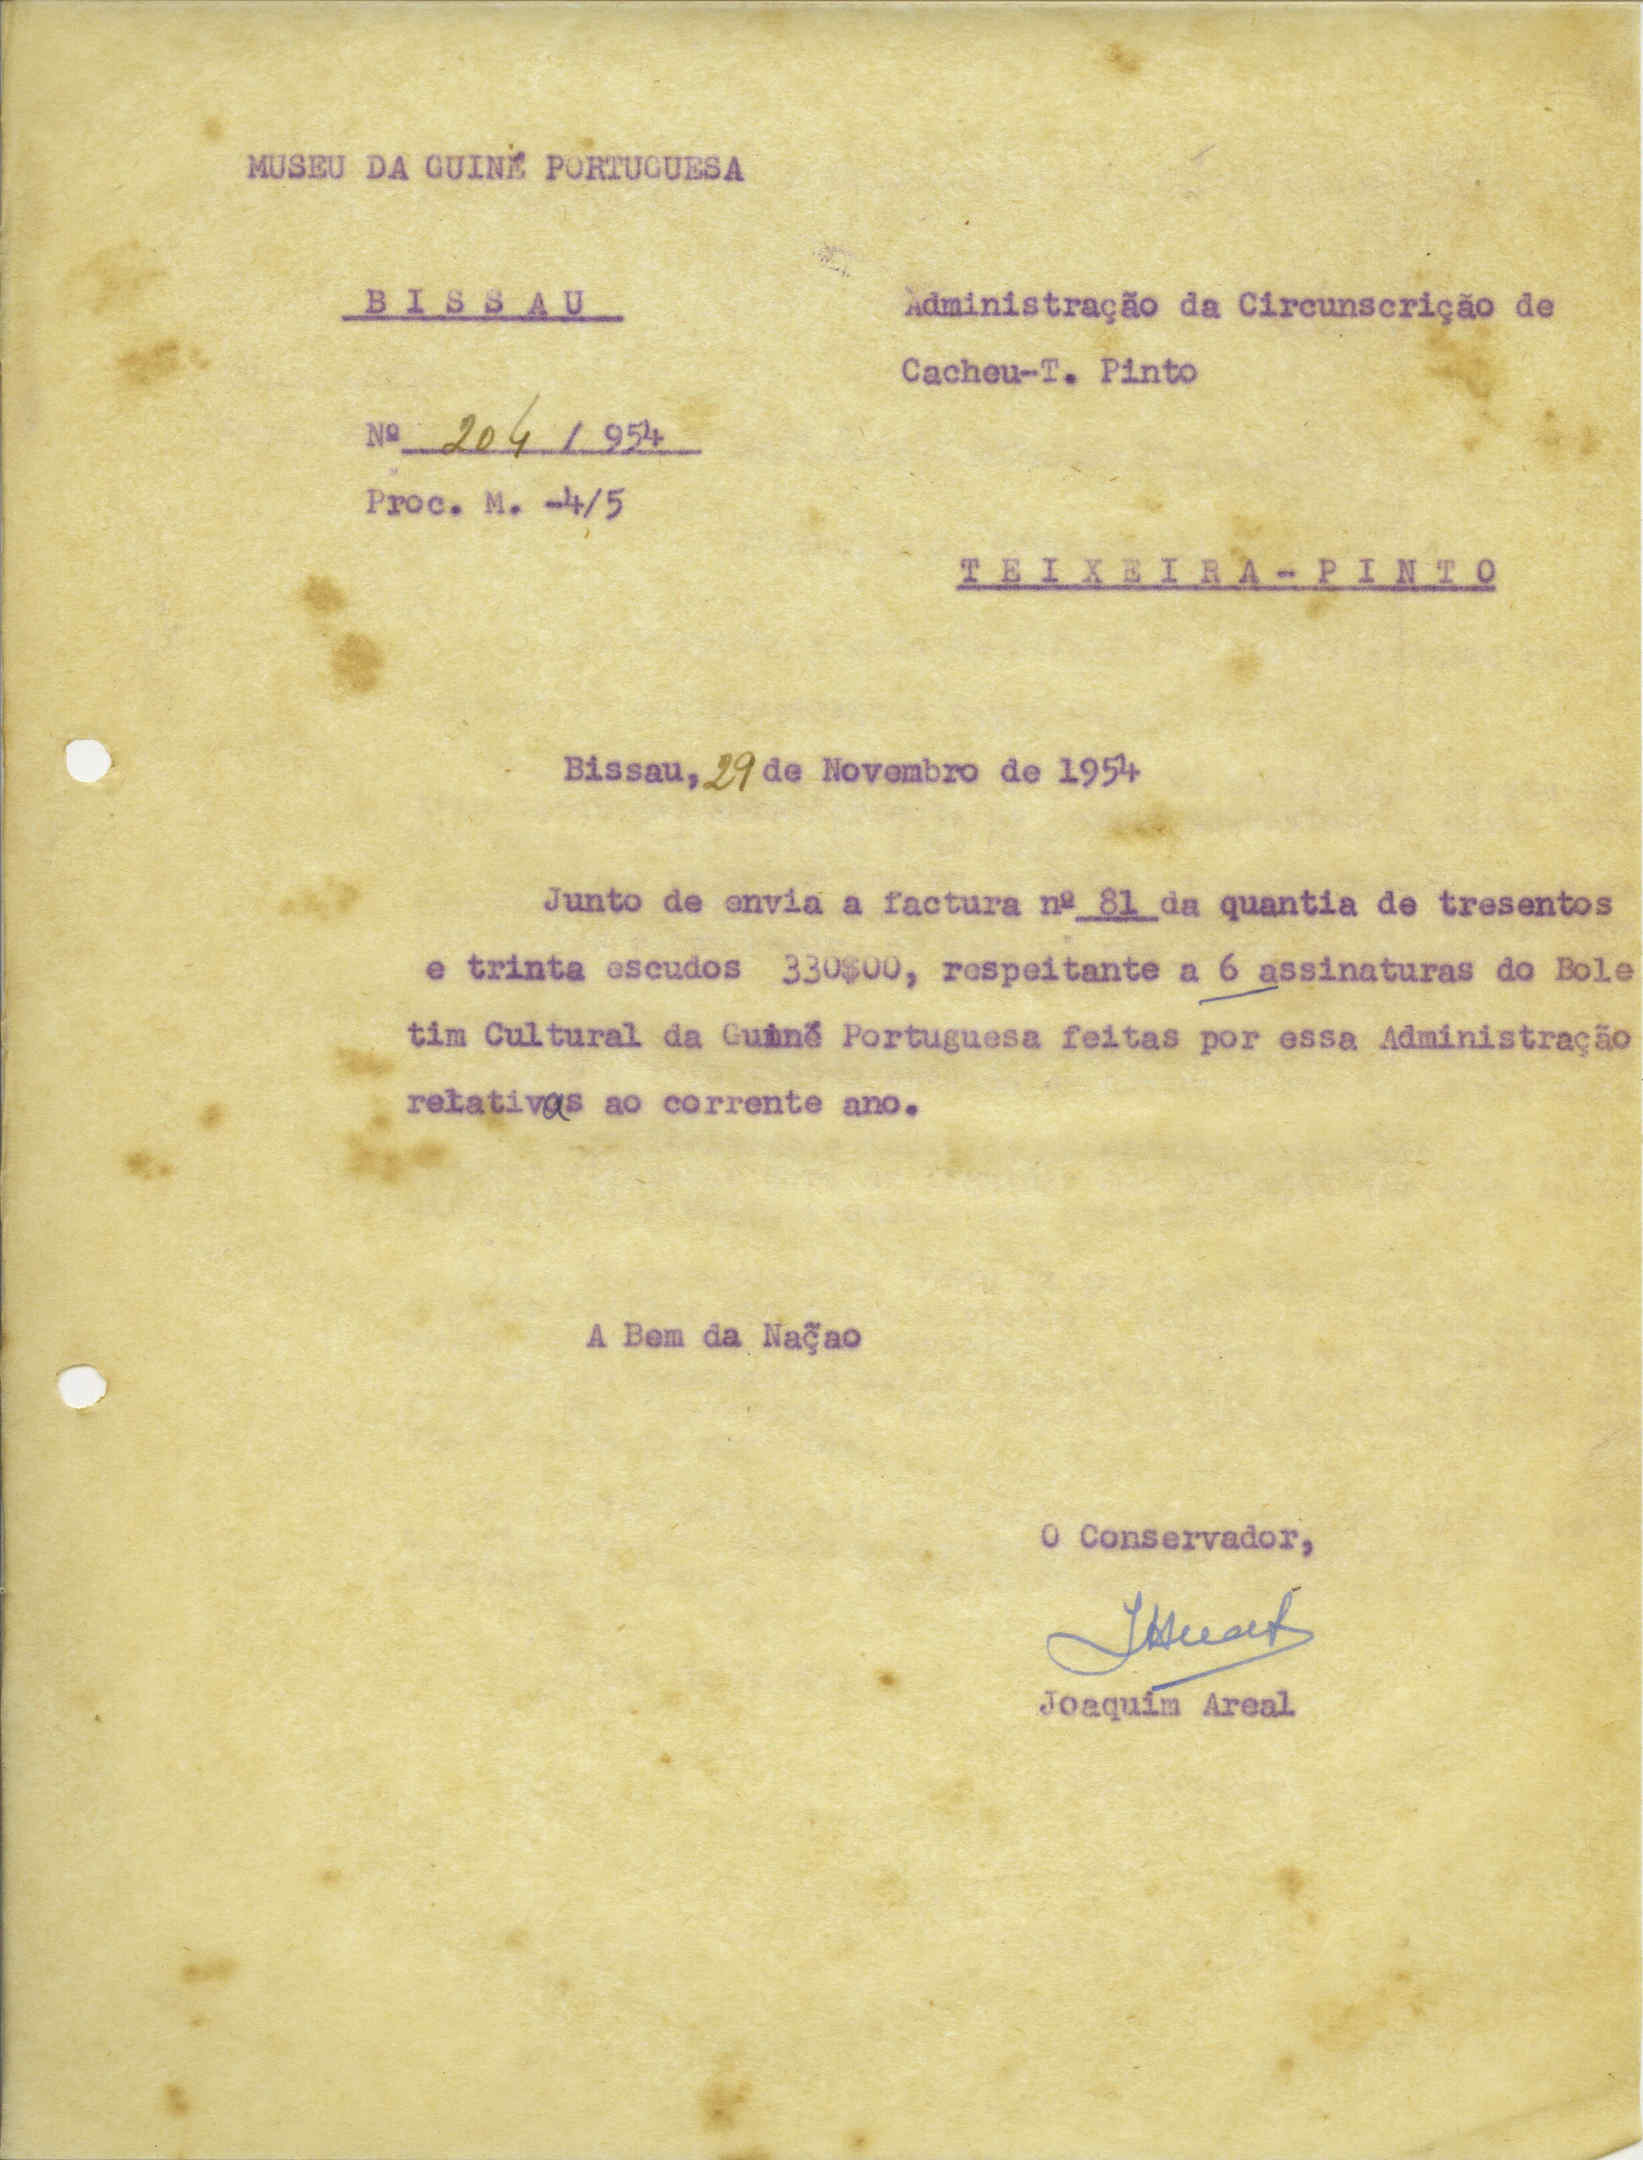 MUSEU DA GUINÉ PORTUGUESA
BISSAU
Nº 204 / 954
Proc. M. -4/5
Administração da Circunscrição de
Cacheu-T. Pinto
TEIXEIRA-PINTO
Bissau, 29 de Novembro de 1954
Junto de envia a factura nº 81 da quantia de tresentos
e trinta escudos 330$00, respeitante a 6 assinaturas do Bole
tim Cultural da Guiné Portuguesa feitas por essa Administração
relativas ao corrente ano.
A Bem da Nação
O Conservador,
Joaquim Areal